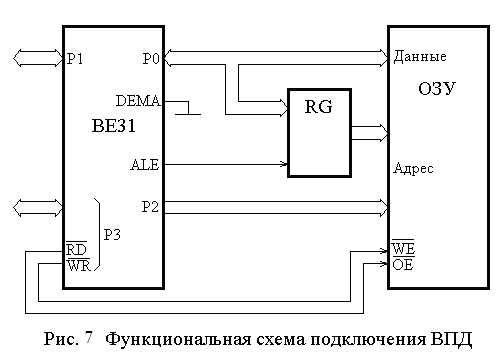 P1
P0
Данные
ОЗУ
DEMA
RG
BE31
ALE
Адрес
P2
P3
RD
WR
WE
OE
Рис. 7 Функциональная схема подключения ВПД